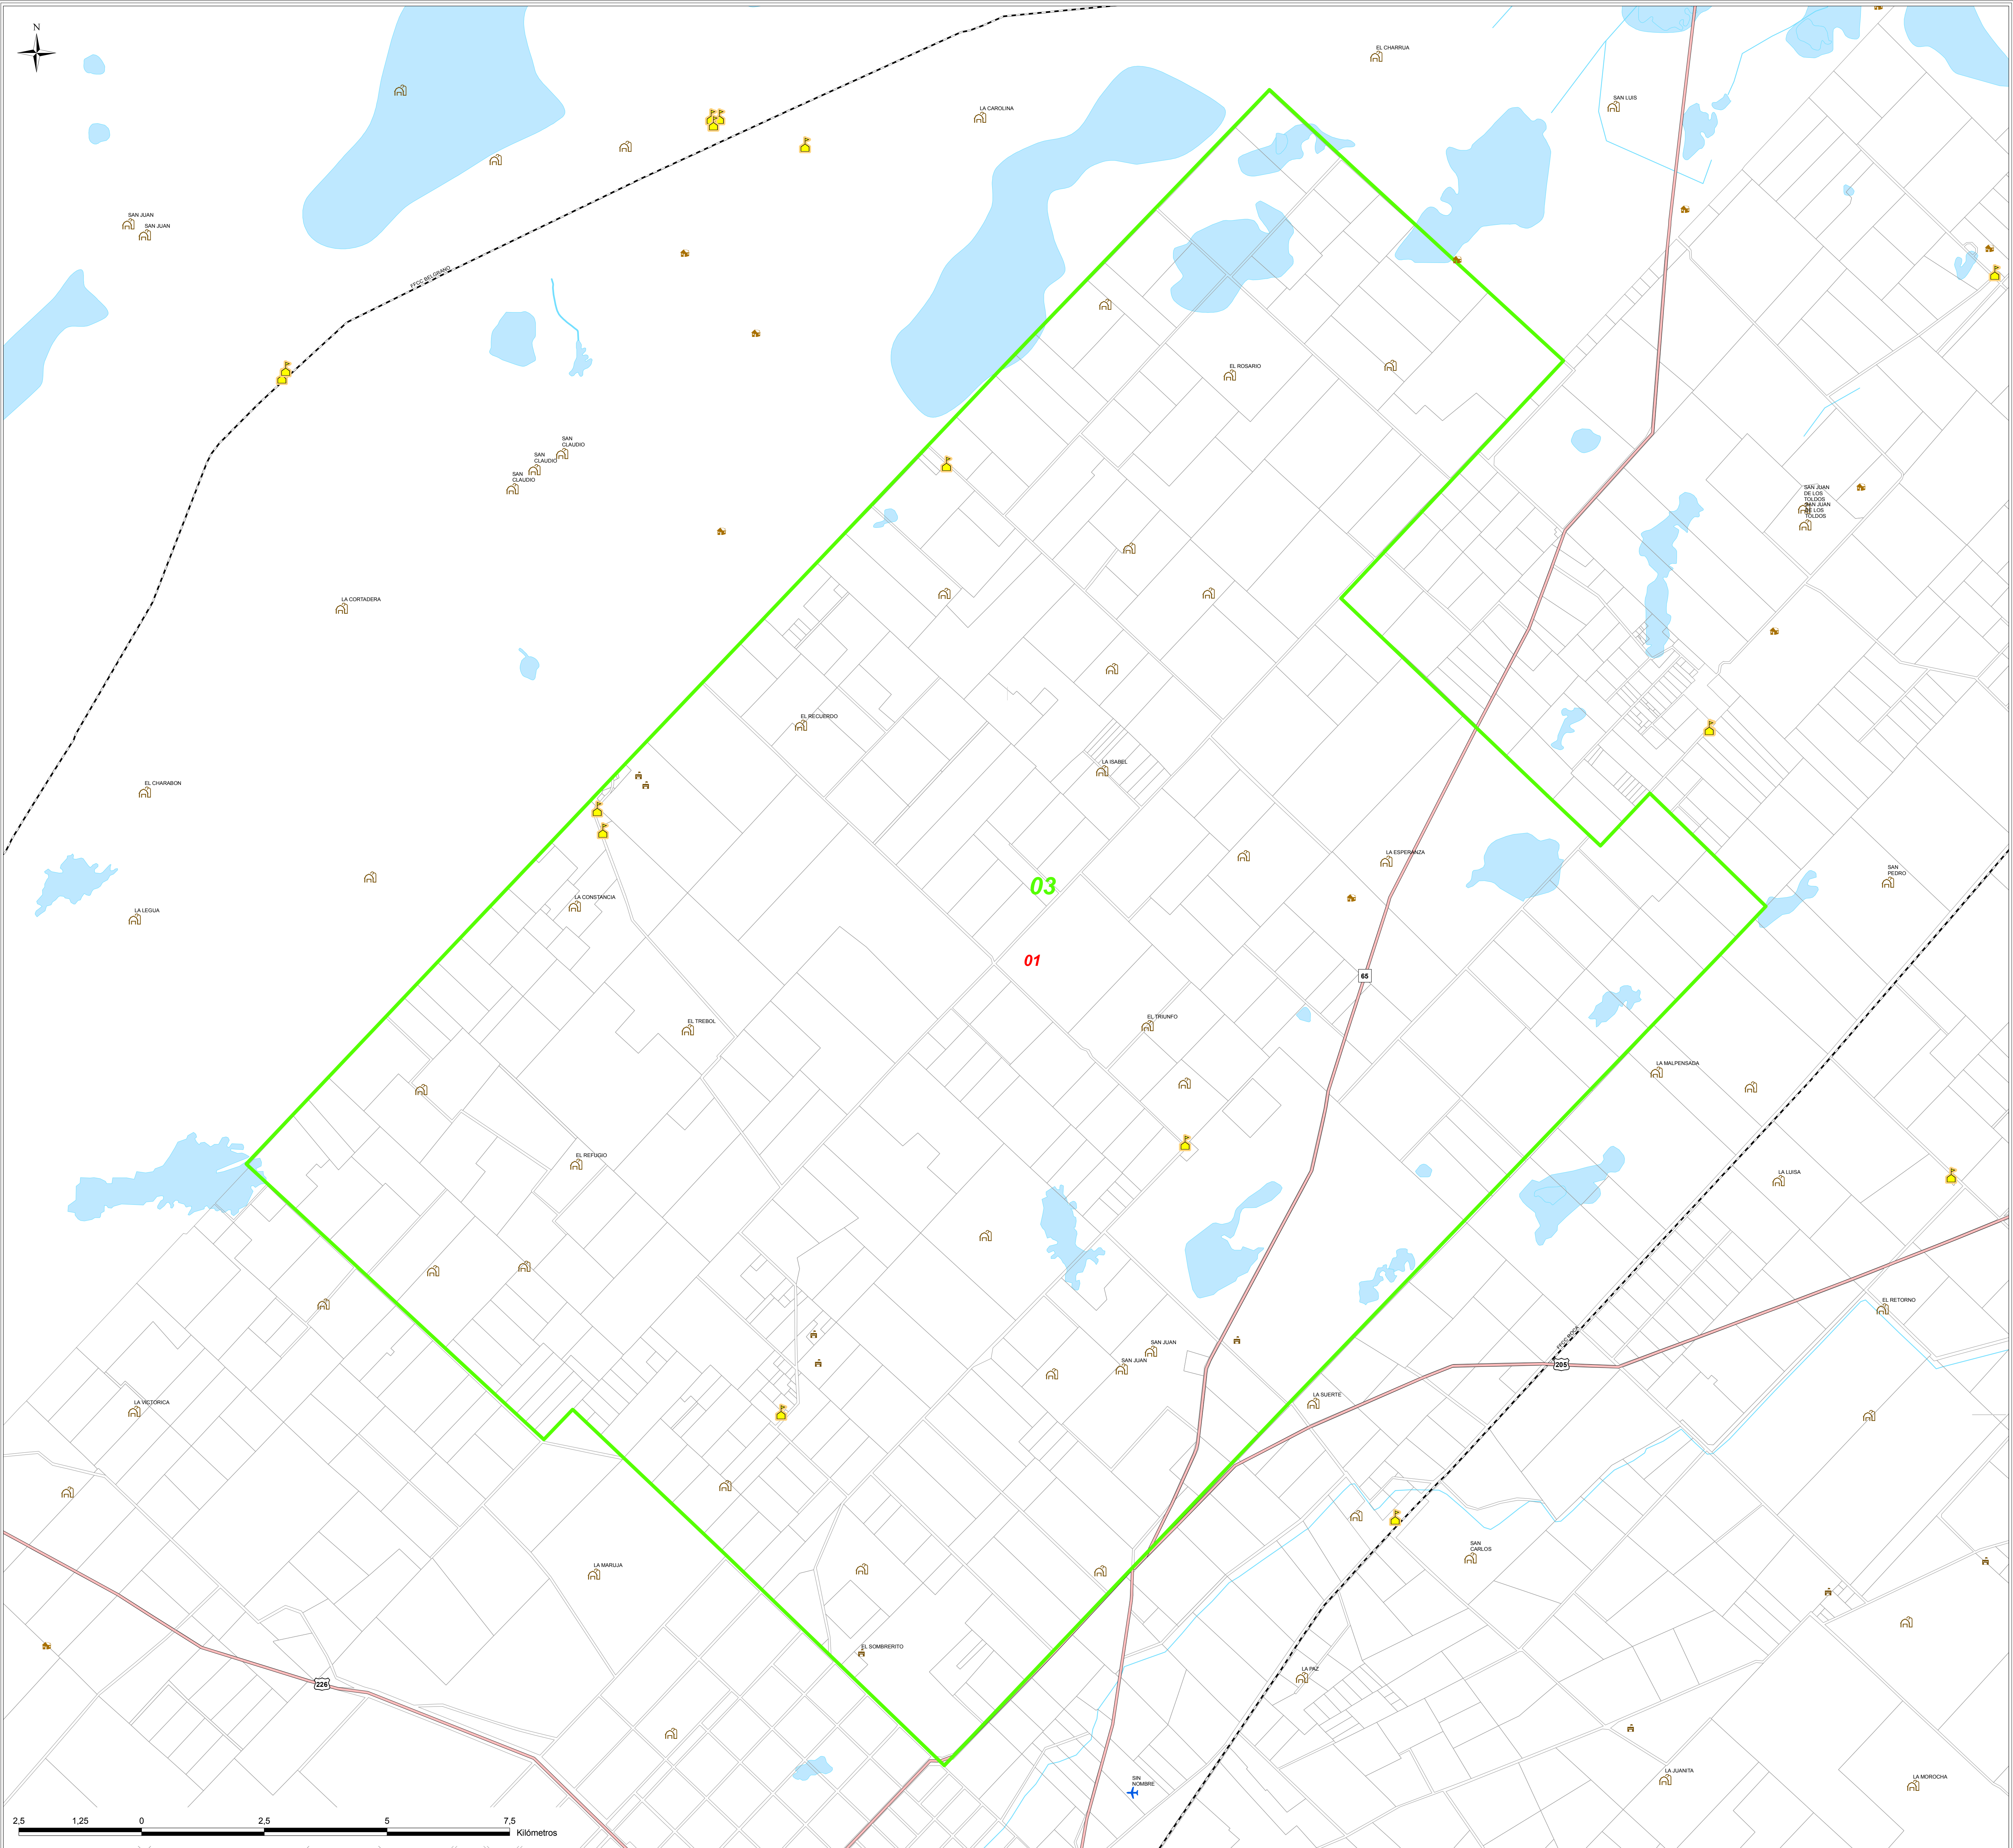 N
EL CHARRUA
SAN LUIS
LA CAROLINA
SAN JUAN
SAN JUAN
FFCC BELGRANO
EL ROSARIO
SAN
CLAUDIO
SAN
CLAUDIO
SAN
CLAUDIO
SAN JUAN
DE LOS
TOLDOS
SAN JUAN
DE LOS
TOLDOS
LA CORTADERA
EL RECUERDO
LA ISABEL
EL CHARABON
LA ESPERANZA
SAN
PEDRO
03
LA CONSTANCIA
LA LEGUA
01
65
EL TRIUNFO
EL TREBOL
LA MALPENSADA
EL REFUGIO
LA LUISA
EL RETORNO
FFCC ROCA
SAN JUAN
SAN JUAN
205
LA SUERTE
LA VICTORICA
SAN
CARLOS
LA MARUJA
EL SOMBRERITO
LA PAZ
226
LA JUANITA
SIN
NOMBRE
LA MOROCHA
2,5 1,25 0 2,5 5 7,5
Kilómetros